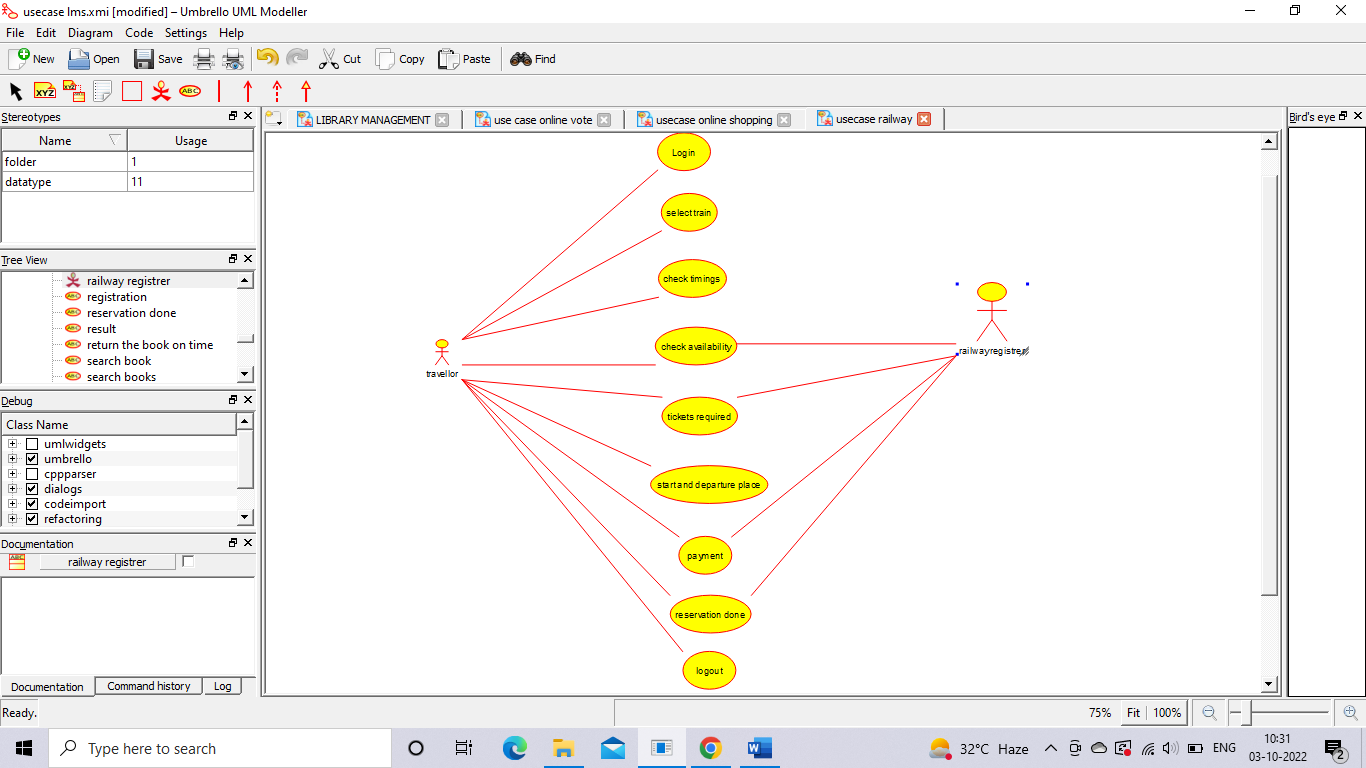 usecase lms.xmi [modified] – Umbrello UML Modeller
File Edit Diagram Code Settings Help
New Open Save Cut Copy Paste Find
XYZ XYZ ABC
Stereotypes
Name Usage
folder 1
datatype 11
Tree View
railway registrer
registration
reservation done
result
return the book on time
search book
search books
Debug
Class Name
umlwidgets
umbrello
cppparser
dialogs
codeimport
refactoring
Documentation
railway registrer
Documentation Command history Log
LIBRARY MANAGEMENT use case online vote usecase online shopping usecase railway
Login
select train
check timings
check availability
tickets required
start and departure place
payment
reservation done
logout
travellor
railway registrer
Bird's eye
Ready.
75% Fit 100%
Type here to search
32°C Haze
ENG
10:31
03-10-2022
2